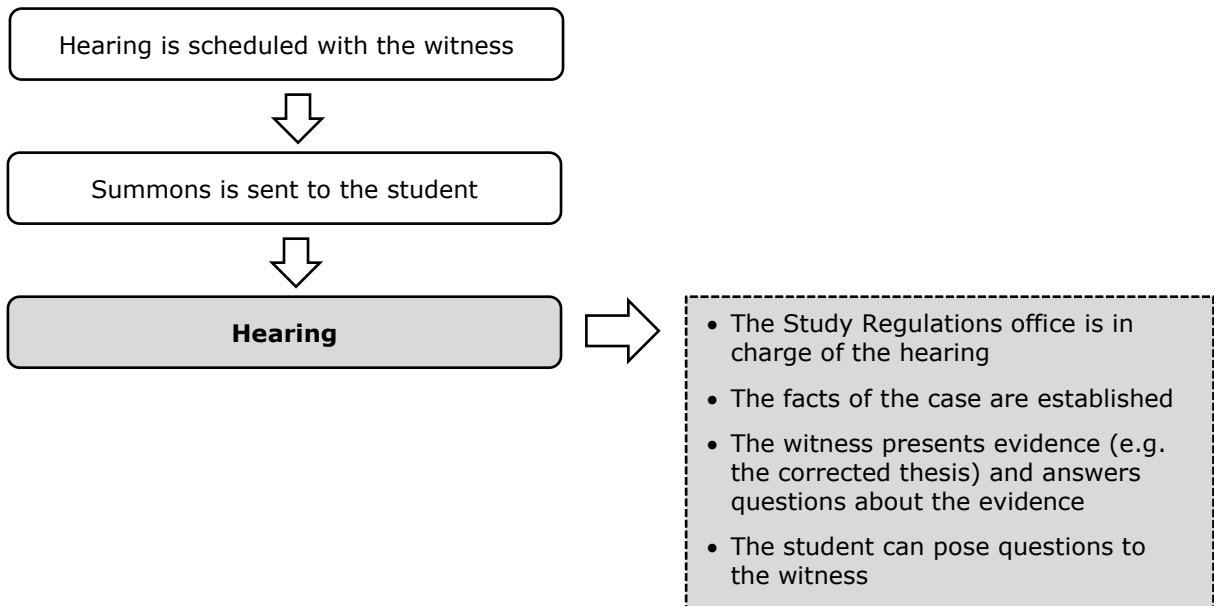 Hearing is scheduled with the witness
Summons is sent to the student
Hearing
• The Study Regulations office is in
charge of the hearing
• The facts of the case are established
• The witness presents evidence (e.g.
the corrected thesis) and answers
questions about the evidence
• The student can pose questions to
the witness